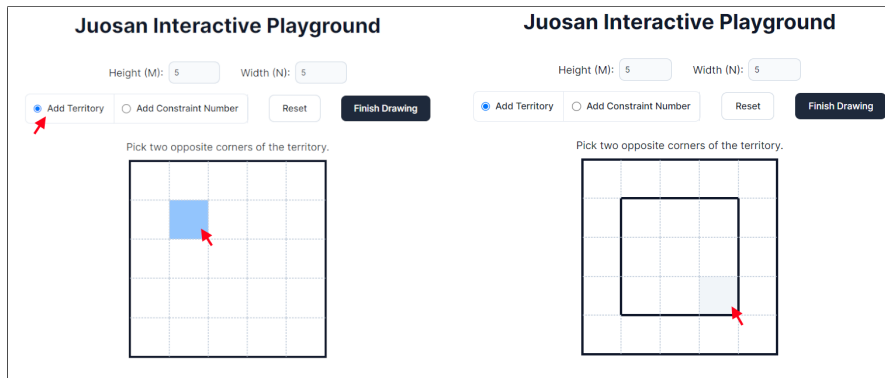 Juosan Interactive Playground
Height (M): 5 Width (N): 5
Add Territory Add Constraint Number Reset Finish Drawing
Pick two opposite corners of the territory.
Juosan Interactive Playground
Height (M): 5 Width (N): 5
Add Territory Add Constraint Number Reset Finish Drawing
Pick two opposite corners of the territory.